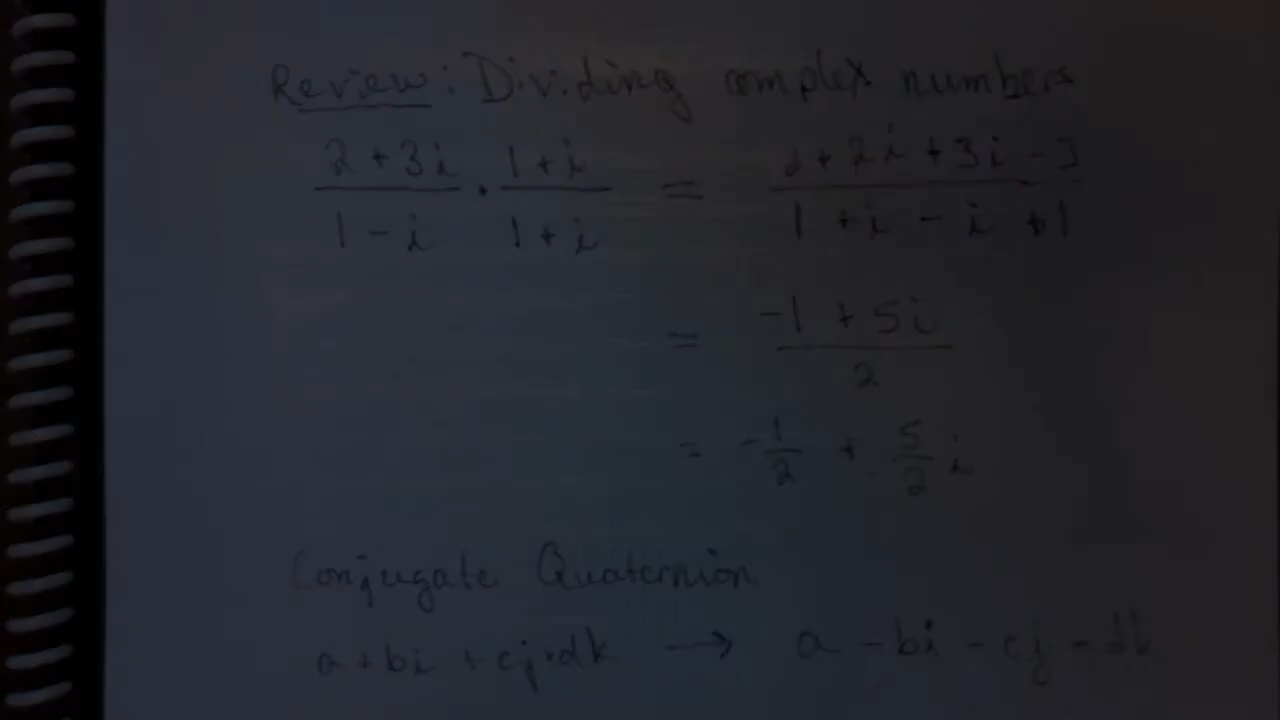 Review: Dividing complex numbers
2 + 3i / 1 - i · 1 + i / 1 + i = 2 + 2i + 3i - 3 / 1 + i - i + 1
= -1 + 5i / 2
= -1/2 + 5/2 i
Conjugate Quaternion
a + bi + cj + dk → a - bi - cj - dk